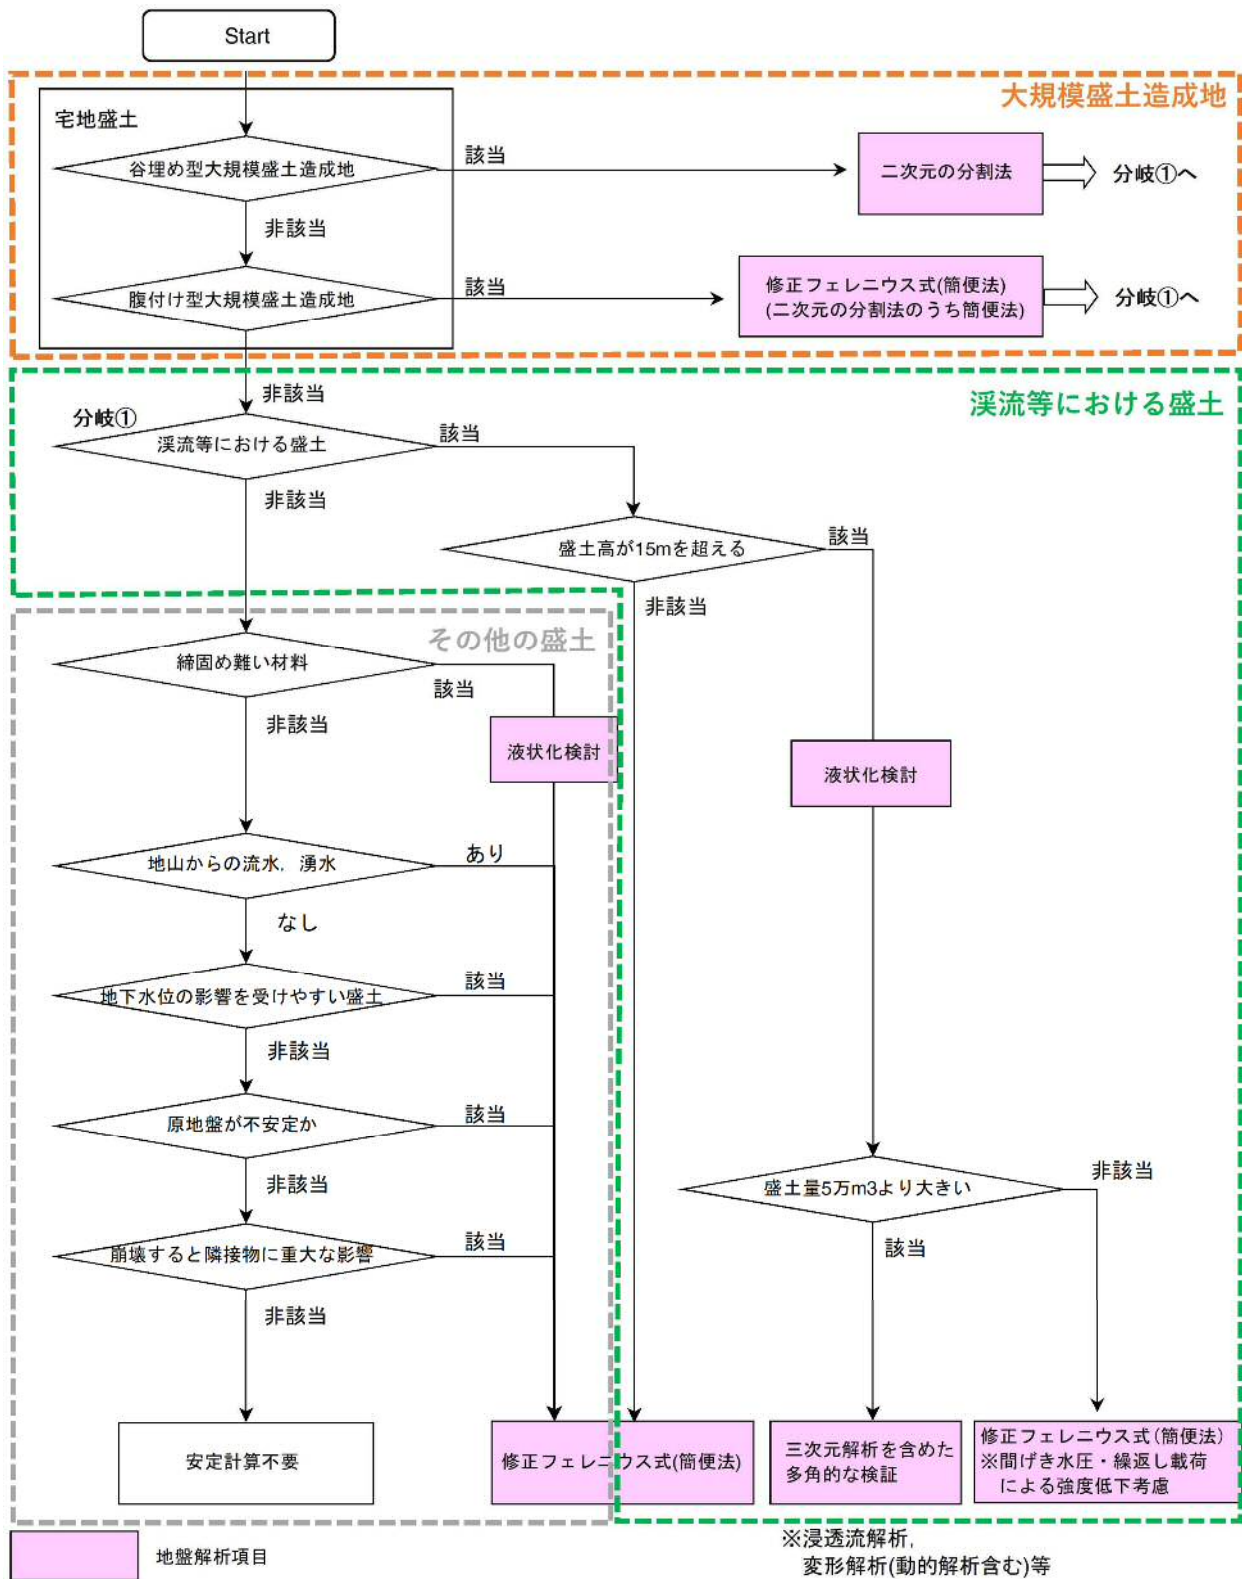 Start
大規模盛土造成地
宅地盛土
谷埋め型大規模盛土造成地
該当
二次元の分割法
分岐①へ
非該当
腹付け型大規模盛土造成地
該当
修正フェレニウス式(簡便法)
(二次元の分割法のうち簡便法)
分岐①へ
非該当
渓流等における盛土
分岐①
渓流等における盛土
該当
非該当
盛土高が15mを超える
該当
非該当
その他の盛土
締固め難い材料
該当
非該当
液状化検討
液状化検討
地山からの流水，湧水
あり
なし
地下水位の影響を受けやすい盛土
該当
非該当
原地盤が不安定か
該当
非該当
盛土量5万m3より大きい
非該当
該当
崩壊すると隣接物に重大な影響
該当
非該当
安定計算不要
修正フェレニウス式(簡便法)
三次元解析を含めた
多角的な検証
修正フェレニウス式(簡便法)
※間げき水圧・繰返し載荷
による強度低下考慮
地盤解析項目
※浸透流解析,
変形解析(動的解析含む)等